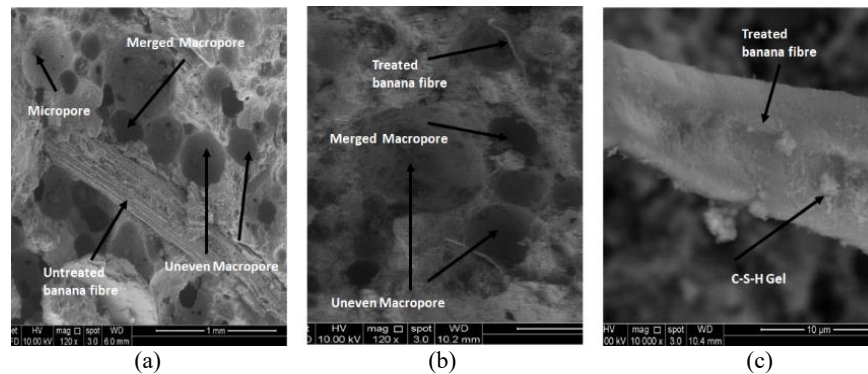 Merged Macropore
Micropore
Untreated
banana fibre
Uneven Macropore
HV
mag
spot
WD
10.00 kV
120 x
3.0
6.0 mm
1 mm
(a)
Treated
banana fibre
Merged Macropore
Uneven Macropore
HV
mag
spot
WD
10.00 kV
120 x
3.0
10.2 mm
(b)
Treated
banana fibre
C-S-H Gel
HV
mag
spot
WD
00 kV
10 000 x
3.0
10.4 mm
10 µm
(c)